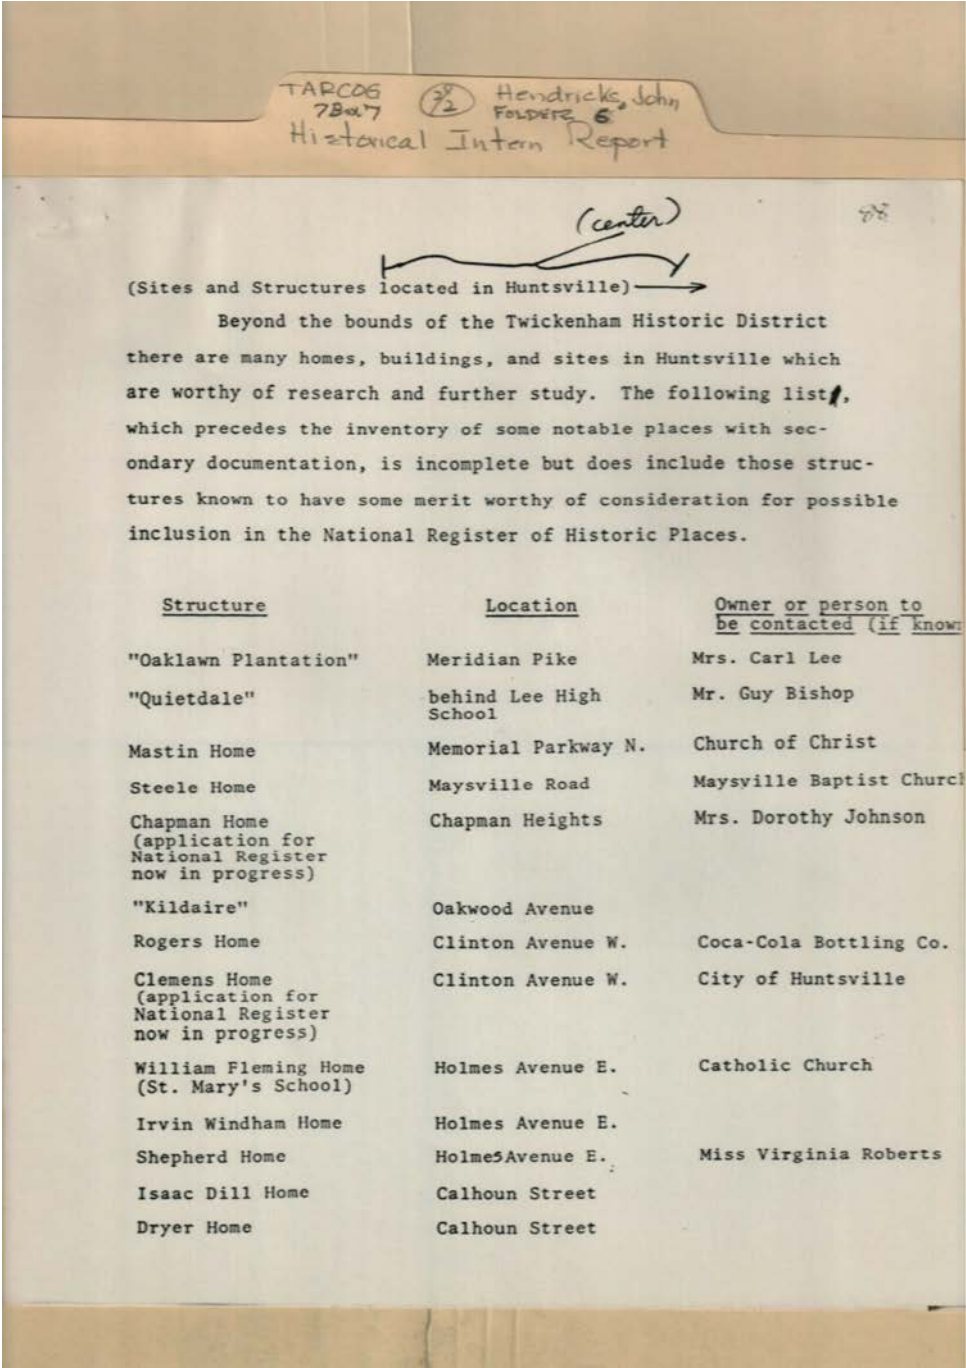 TARCOG Hendricks, John
FOLDER 6
Historical Intern Report
(center)
88
(Sites and Structures located in Huntsville)
Beyond the bounds of the Twickenham Historic District
there are many homes, buildings, and sites in Huntsville which
are worthy of research and further study. The following list,
which precedes the inventory of some notable places with sec-
ondary documentation, is incomplete but does include those struc-
tures known to have some merit worthy of consideration for possible
inclusion in the National Register of Historic Places.
Structure Location Owner or person to
be contacted (if known
"Oaklawn Plantation" Meridian Pike Mrs. Carl Lee
"Quietdale" behind Lee High Mr. Guy Bishop
School
Mastin Home Memorial Parkway N. Church of Christ
Steele Home Maysville Road Maysville Baptist Church
Chapman Home Chapman Heights Mrs. Dorothy Johnson
(application for
National Register
now in progress)
"Kildaire" Oakwood Avenue
Rogers Home Clinton Avenue W. Coca-Cola Bottling Co.
Clemens Home Clinton Avenue W. City of Huntsville
(application for
National Register
now in progress)
William Fleming Home Holmes Avenue E. Catholic Church
(St. Mary's School)
Irvin Windham Home Holmes Avenue E.
Shepherd Home Holmes Avenue E. Miss Virginia Roberts
Isaac Dill Home Calhoun Street
Dryer Home Calhoun Street